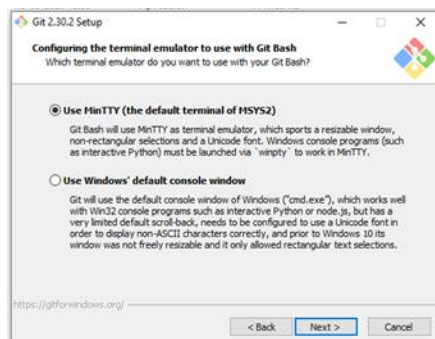 Git 2.30.2 Setup
Configuring the terminal emulator to use with Git Bash
Which terminal emulator do you want to use with your Git Bash?
Use MinTTY (the default terminal of MSYS2)
Git Bash will use MinTTY as terminal emulator, which sports a resizable window,
non-rectangular selections and a Unicode font. Windows console programs (such
as interactive Python) must be launched via `winpty` to work in MinTTY.
Use Windows' default console window
Git will use the default console window of Windows ("cmd.exe"), which works well
with Win32 console programs such as interactive Python or node.js, but has a
very limited default scroll-back, needs to be configured to use a Unicode font in
order to display non-ASCII characters correctly, and prior to Windows 10 its
window was not freely resizable and it only allowed rectangular text selections.
https://gitforwindows.org/
< Back
Next >
Cancel